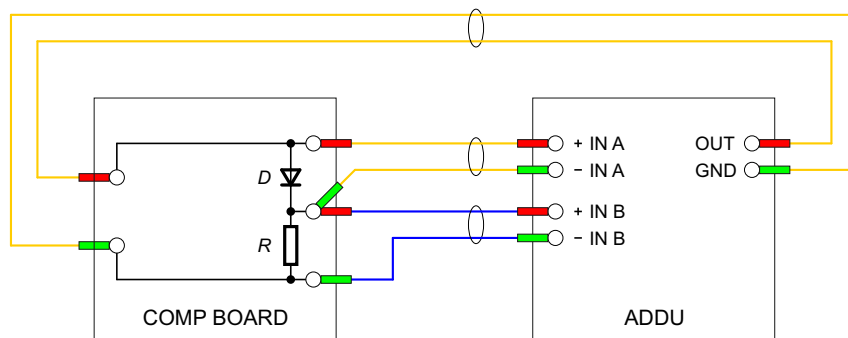 + IN A
− IN A
+ IN B
− IN B
OUT
GND
D
R
COMP BOARD
ADDU